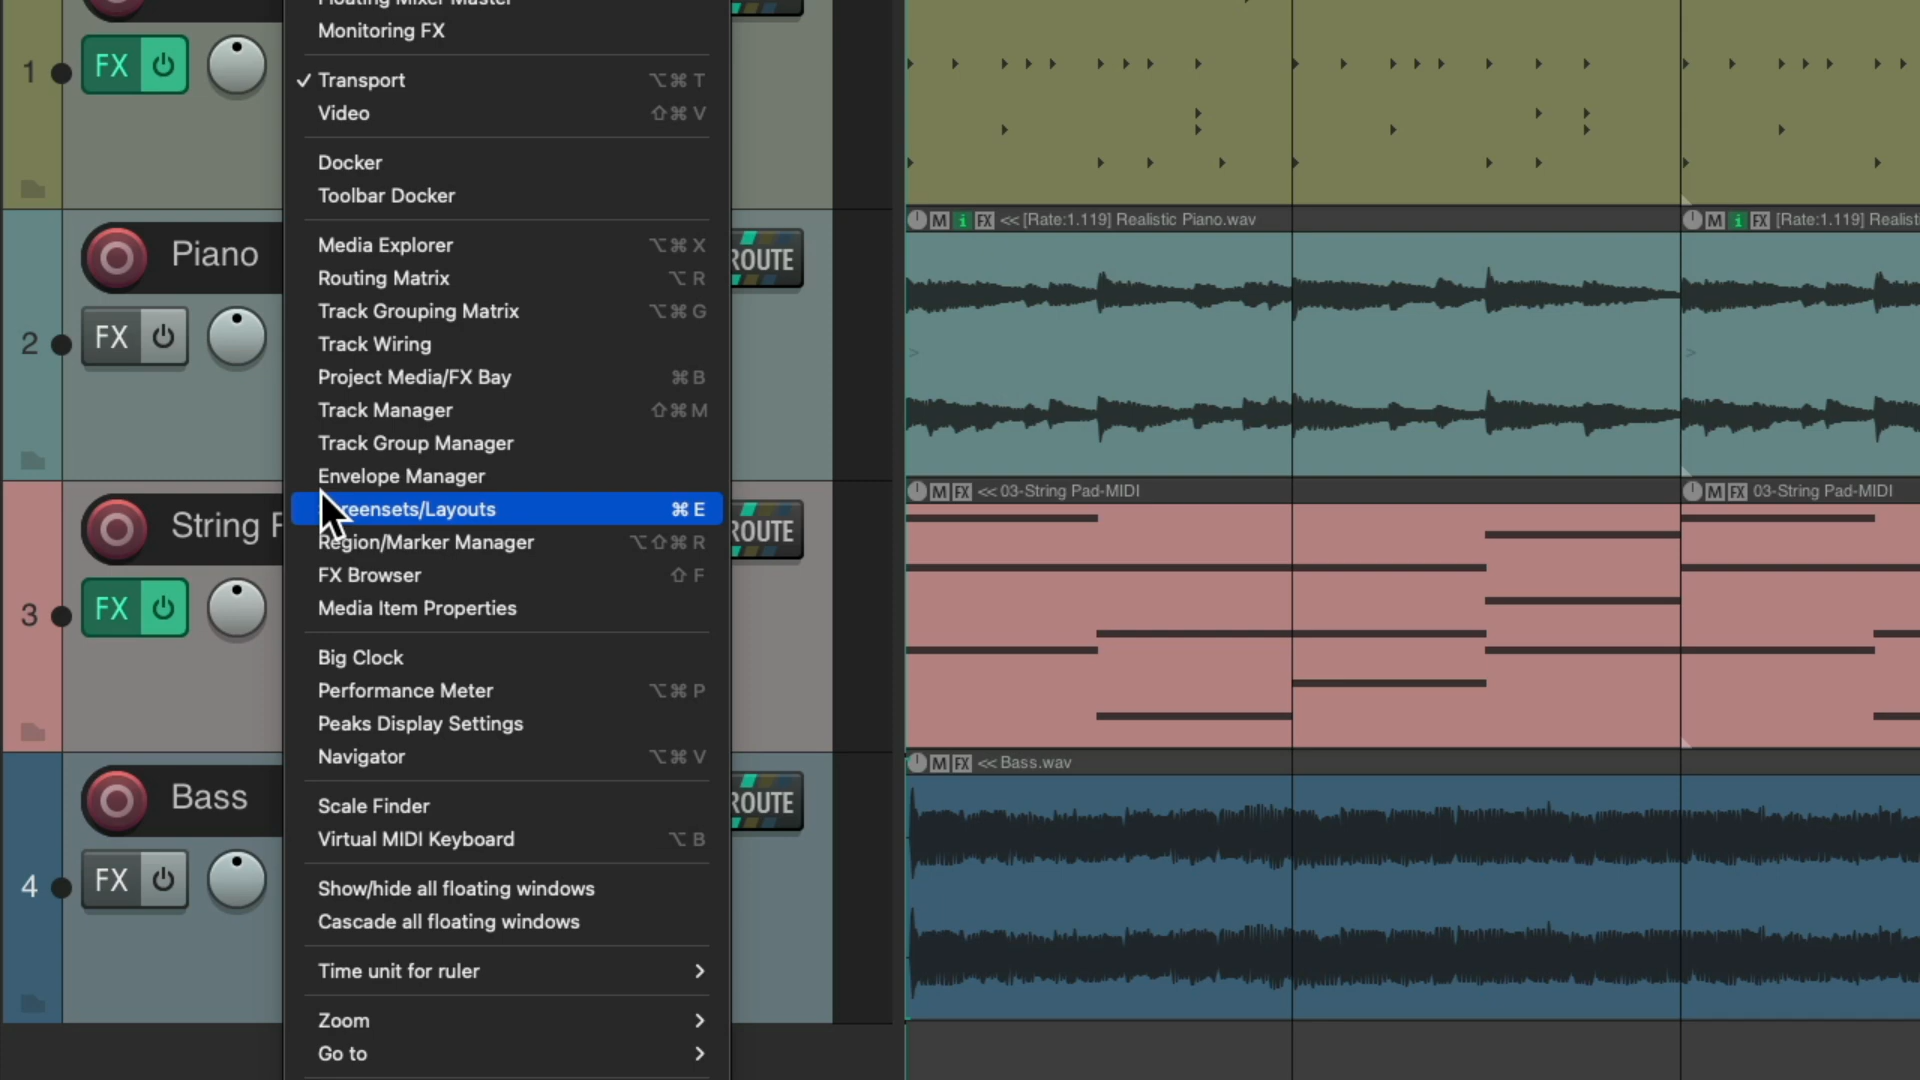 Floating Mixer Master
Monitoring FX
✓ Transport ⌥⌘T
Video ⇧⌘V
Docker
Toolbar Docker
Media Explorer ⌥⌘X
Routing Matrix ⌥R
Track Grouping Matrix ⌥⌘G
Track Wiring
Project Media/FX Bay ⌘B
Track Manager ⇧⌘M
Track Group Manager
Envelope Manager
reensets/Layouts ⌘E
Region/Marker Manager ⌥⇧⌘R
FX Browser ⇧F
Media Item Properties
Big Clock
Performance Meter ⌥⌘P
Peaks Display Settings
Navigator ⌥⌘V
Scale Finder
Virtual MIDI Keyboard ⌥B
Show/hide all floating windows
Cascade all floating windows
Time unit for ruler >
Zoom >
Go to >
1 FX
Piano
ROUTE
2 FX
String P
ROUTE
3 FX
Bass
ROUTE
4 FX
M i FX << [Rate:1.119] Realistic Piano.wav
M i FX [Rate:1.119] Realist
M FX << 03-String Pad-MIDI
M FX 03-String Pad-MIDI
M FX << Bass.wav